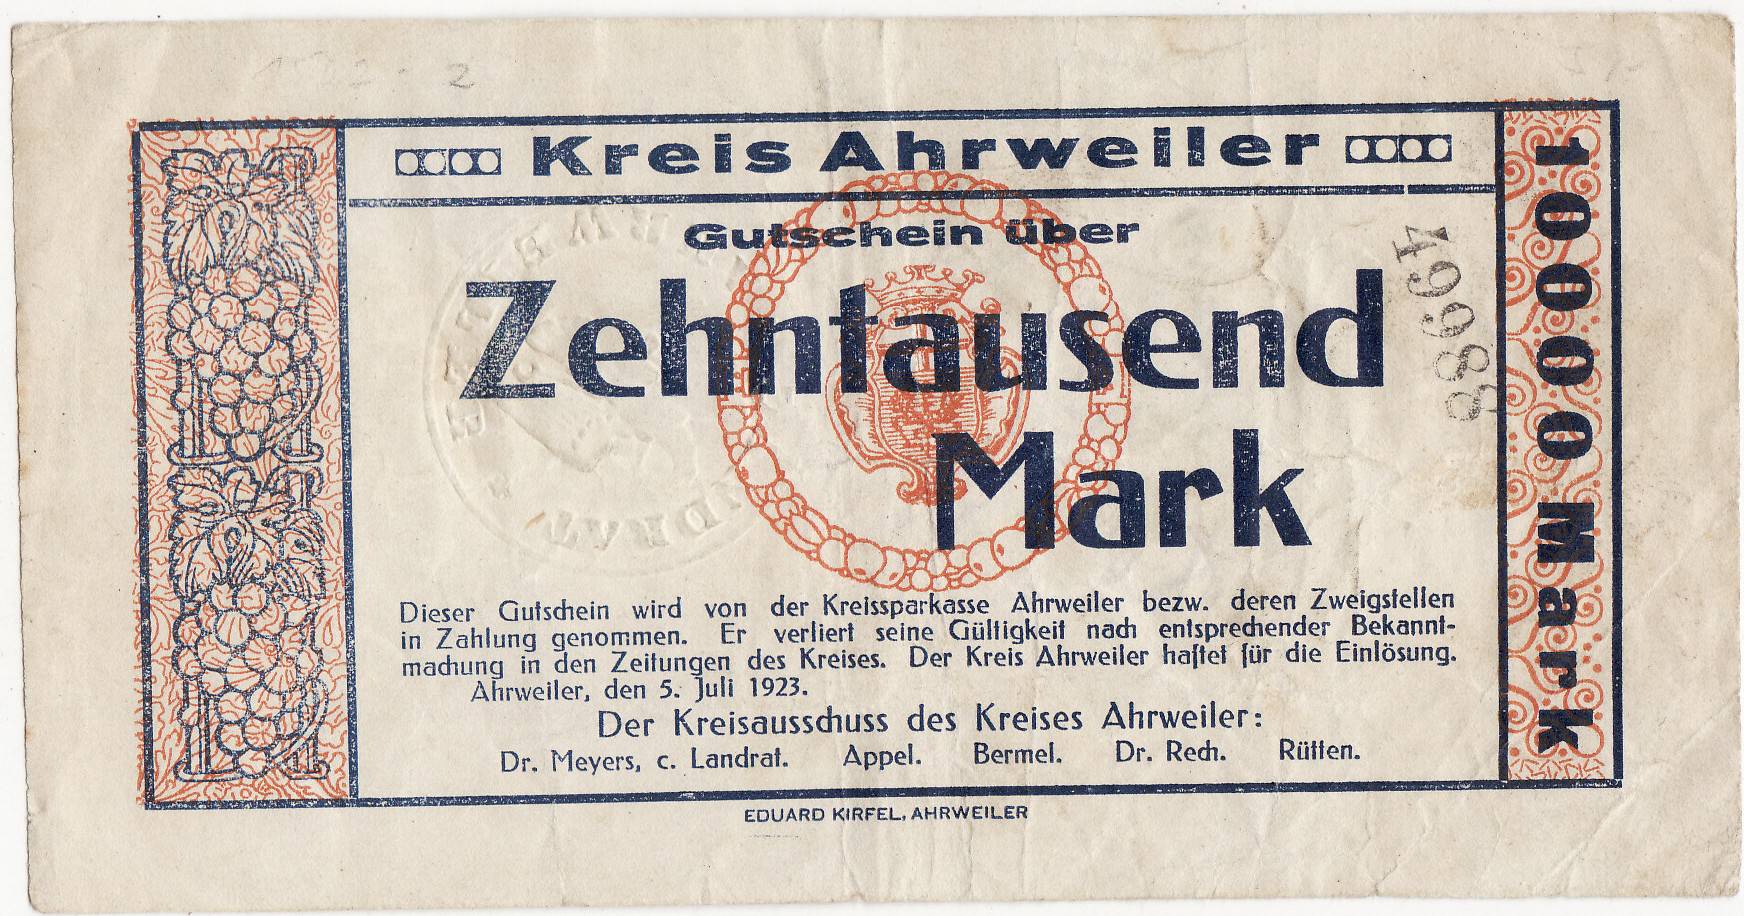 Kreis Ahrweiler
Gutschein über
Zehntausend
Mark
Dieser Gutschein wird von der Kreissparkasse Ahrweiler bezw. deren Zweigstellen
in Zahlung genommen. Er verliert seine Gültigkeit nach entsprechender Bekannt-
machung in den Zeitungen des Kreises. Der Kreis Ahrweiler haftet für die Einlösung.
Ahrweiler, den 5. Juli 1923.
Der Kreisausschuss des Kreises Ahrweiler:
Dr. Meyers, c. Landrat. Appel. Bermel. Dr. Rech. Rütten.
EDUARD KIRFEL, AHRWEILER
49988
10000 Mark